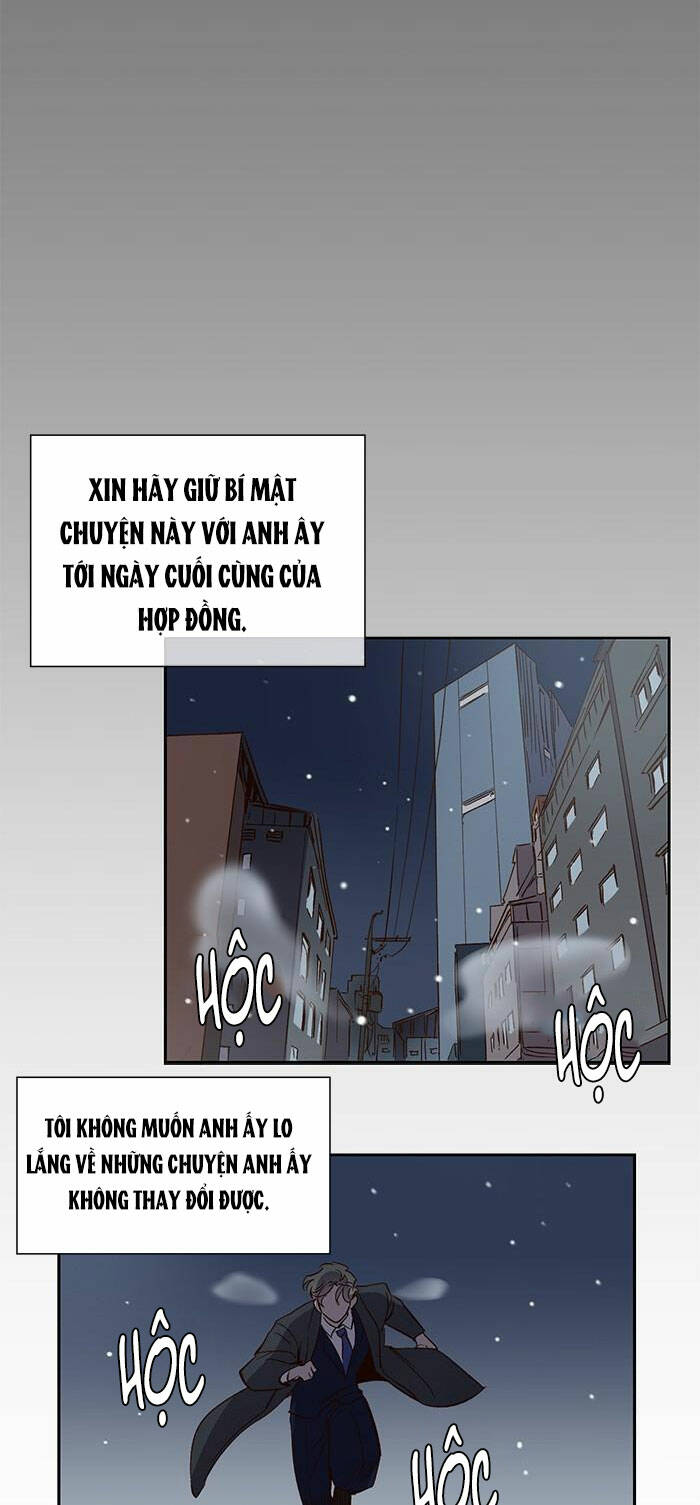 XIN HÃY GIỮ BÍ MẬT
CHUYỆN NÀY VỚI ANH ÂY
TỚI NGÀY CUỐI CÙNG CỦA
HỢP ĐỒNG.
HỘC
HỘC
TÔI KHÔNG MUỐN ANH ẤY LO
LẮNG VỀ NHỮNG CHUYỆN ANH ẤY
KHÔNG THAY ĐỔI ĐƯỢC.
HỘC
HỘC